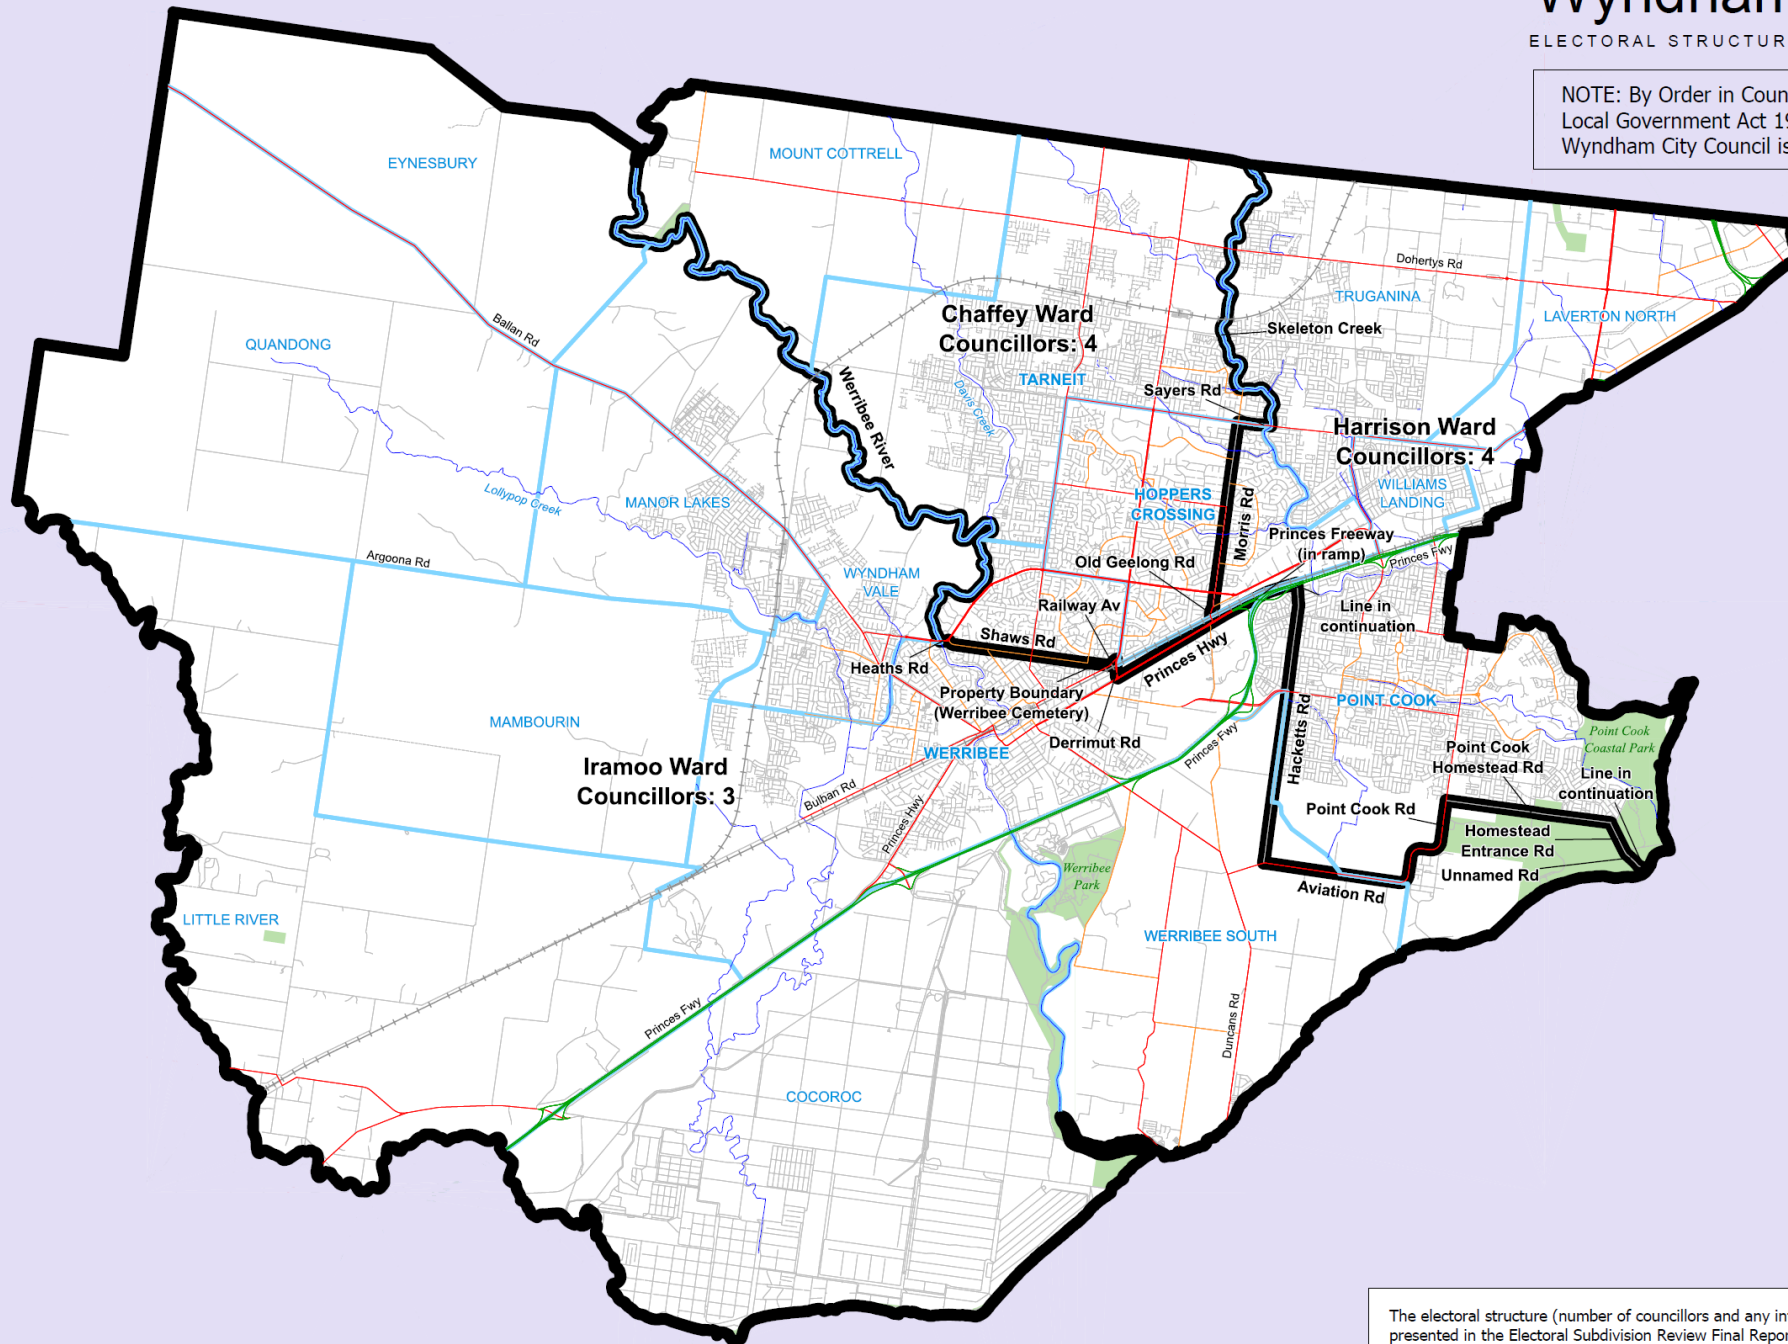 Wyndham
ELECTORAL STRUCTUR
NOTE: By Order in Coun
Local Government Act 19
Wyndham City Council is
EYNESBURY
MOUNT COTTRELL
Dohertys Rd
TRUGANINA
LAVERTON NORTH
Skeleton Creek
Chaffey Ward
Councillors: 4
Ballan Rd
QUANDONG
TARNEIT
Davis Creek
Werribee River
Sayers Rd
Harrison Ward
Councillors: 4
WILLIAMS
LANDING
HOPPERS
CROSSING
Morris Rd
MANOR LAKES
Lollypop Creek
Argoona Rd
Princes Freeway
(in ramp)
Princes Fwy
Old Geelong Rd
WYNDHAM
VALE
Railway Av
Line in
continuation
Shaws Rd
Princes Hwy
Heaths Rd
Property Boundary
(Werribee Cemetery)
Derrimut Rd
MAMBOURIN
WERRIBEE
POINT COOK
Hacketts Rd
Point Cook
Coastal Park
Princes Fwy
Point Cook
Homestead Rd
Line in
continuation
Iramoo Ward
Councillors: 3
Bulban Rd
Princes Hwy
Point Cook Rd
Homestead
Entrance Rd
Unnamed Rd
Werribee
Park
Aviation Rd
LITTLE RIVER
WERRIBEE SOUTH
Princes Fwy
Duncans Rd
COCOROC
The electoral structure (number of councillors and any in
presented in the Electoral Subdivision Review Final Repor